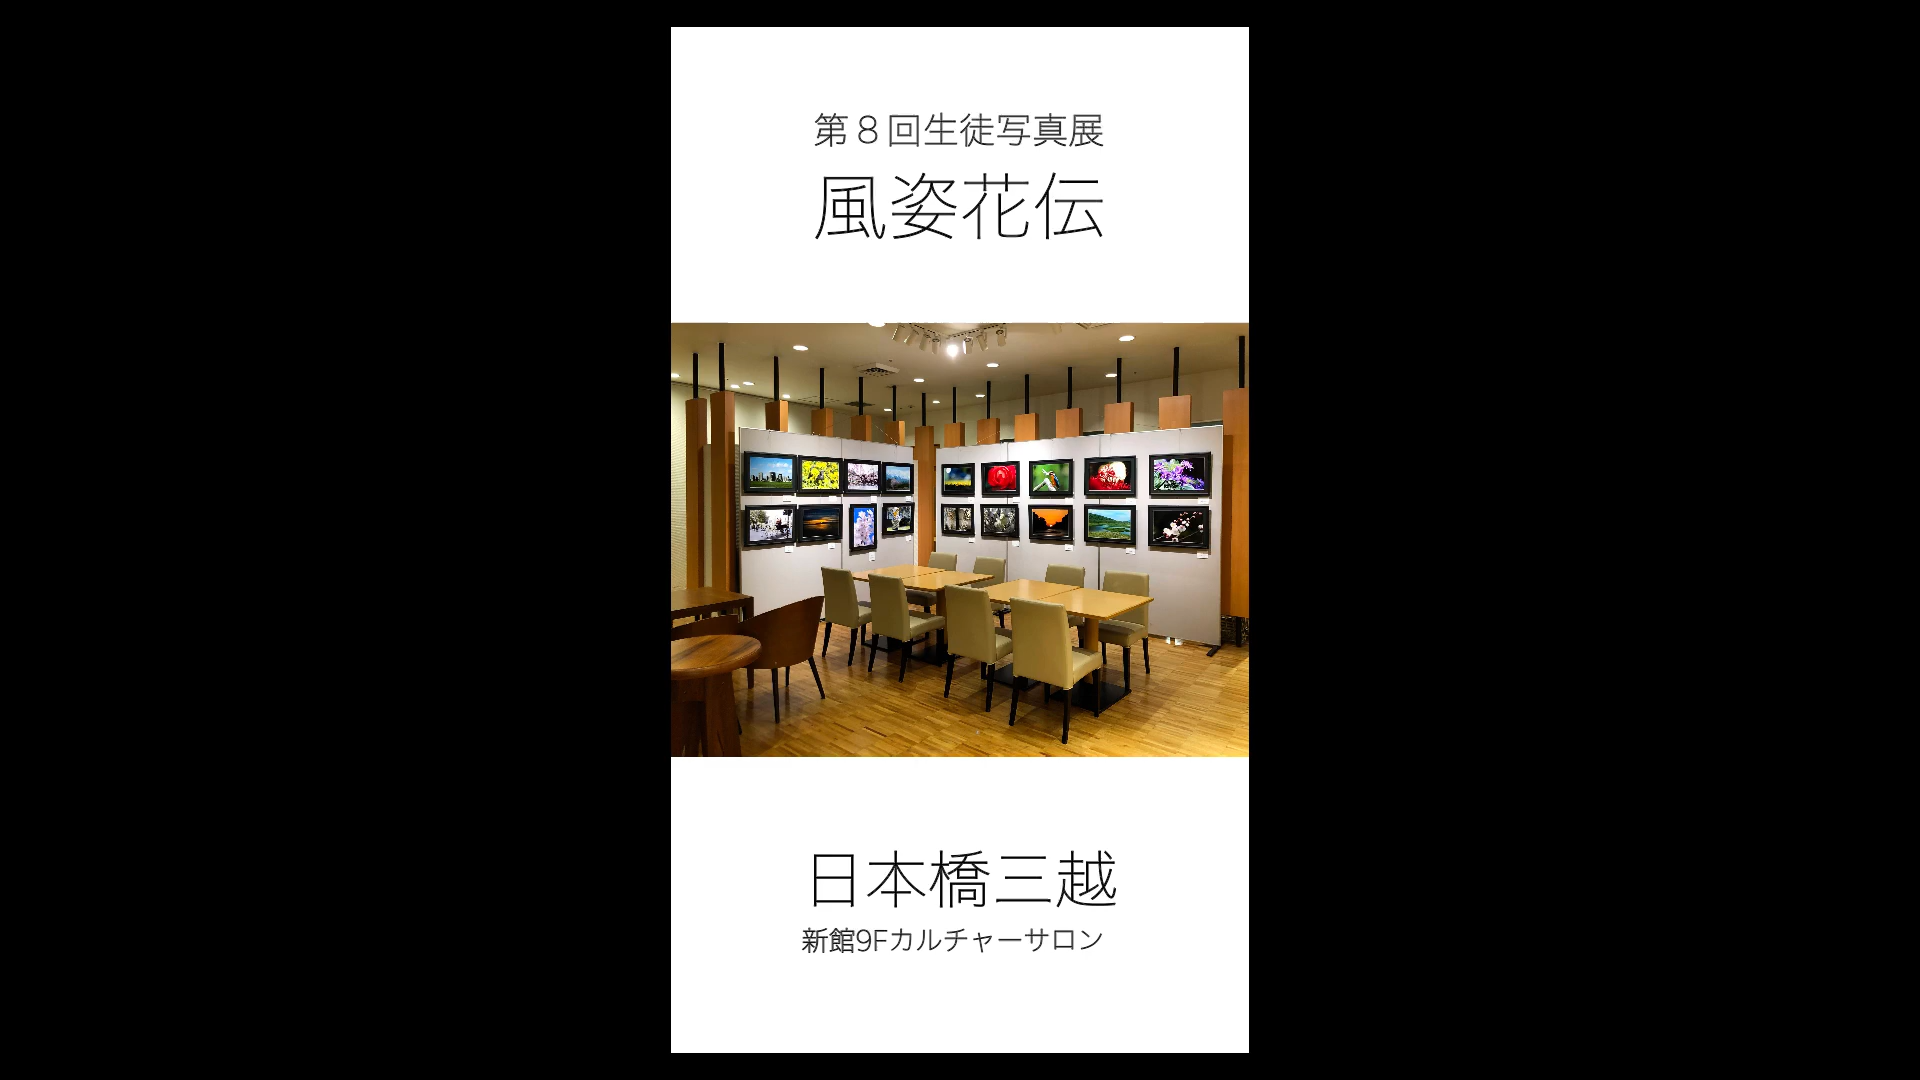 第８回生徒写真展
風姿花伝
日本橋三越
新館9Fカルチャーサロン